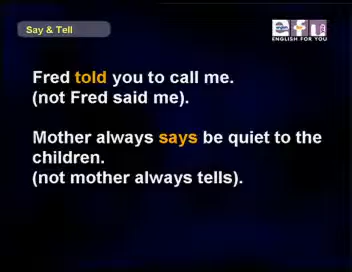 Say & Tell
ENGLISH FOR YOU
Fred told you to call me.
(not Fred said me).
Mother always says be quiet to the
children.
(not mother always tells).